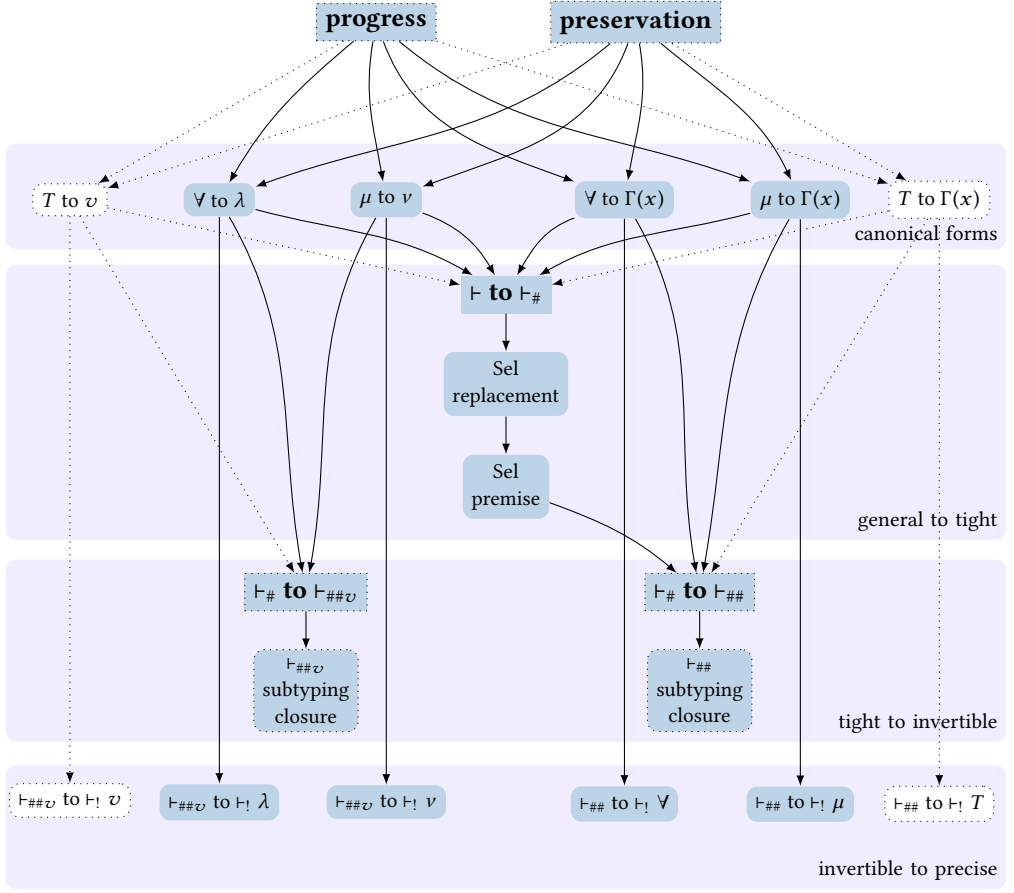 progress
preservation
T to v
∀ to λ
μ to ν
∀ to Γ(x)
μ to Γ(x)
T to Γ(x)
canonical forms
⊢ to ⊢#
Sel
replacement
Sel
premise
general to tight
⊢# to ⊢##v
⊢# to ⊢##
⊢##v
subtyping
closure
⊢##
subtyping
closure
tight to invertible
⊢##v to ⊢! v
⊢##v to ⊢! λ
⊢##v to ⊢! ν
⊢## to ⊢! ∀
⊢## to ⊢! μ
⊢## to ⊢! T
invertible to precise